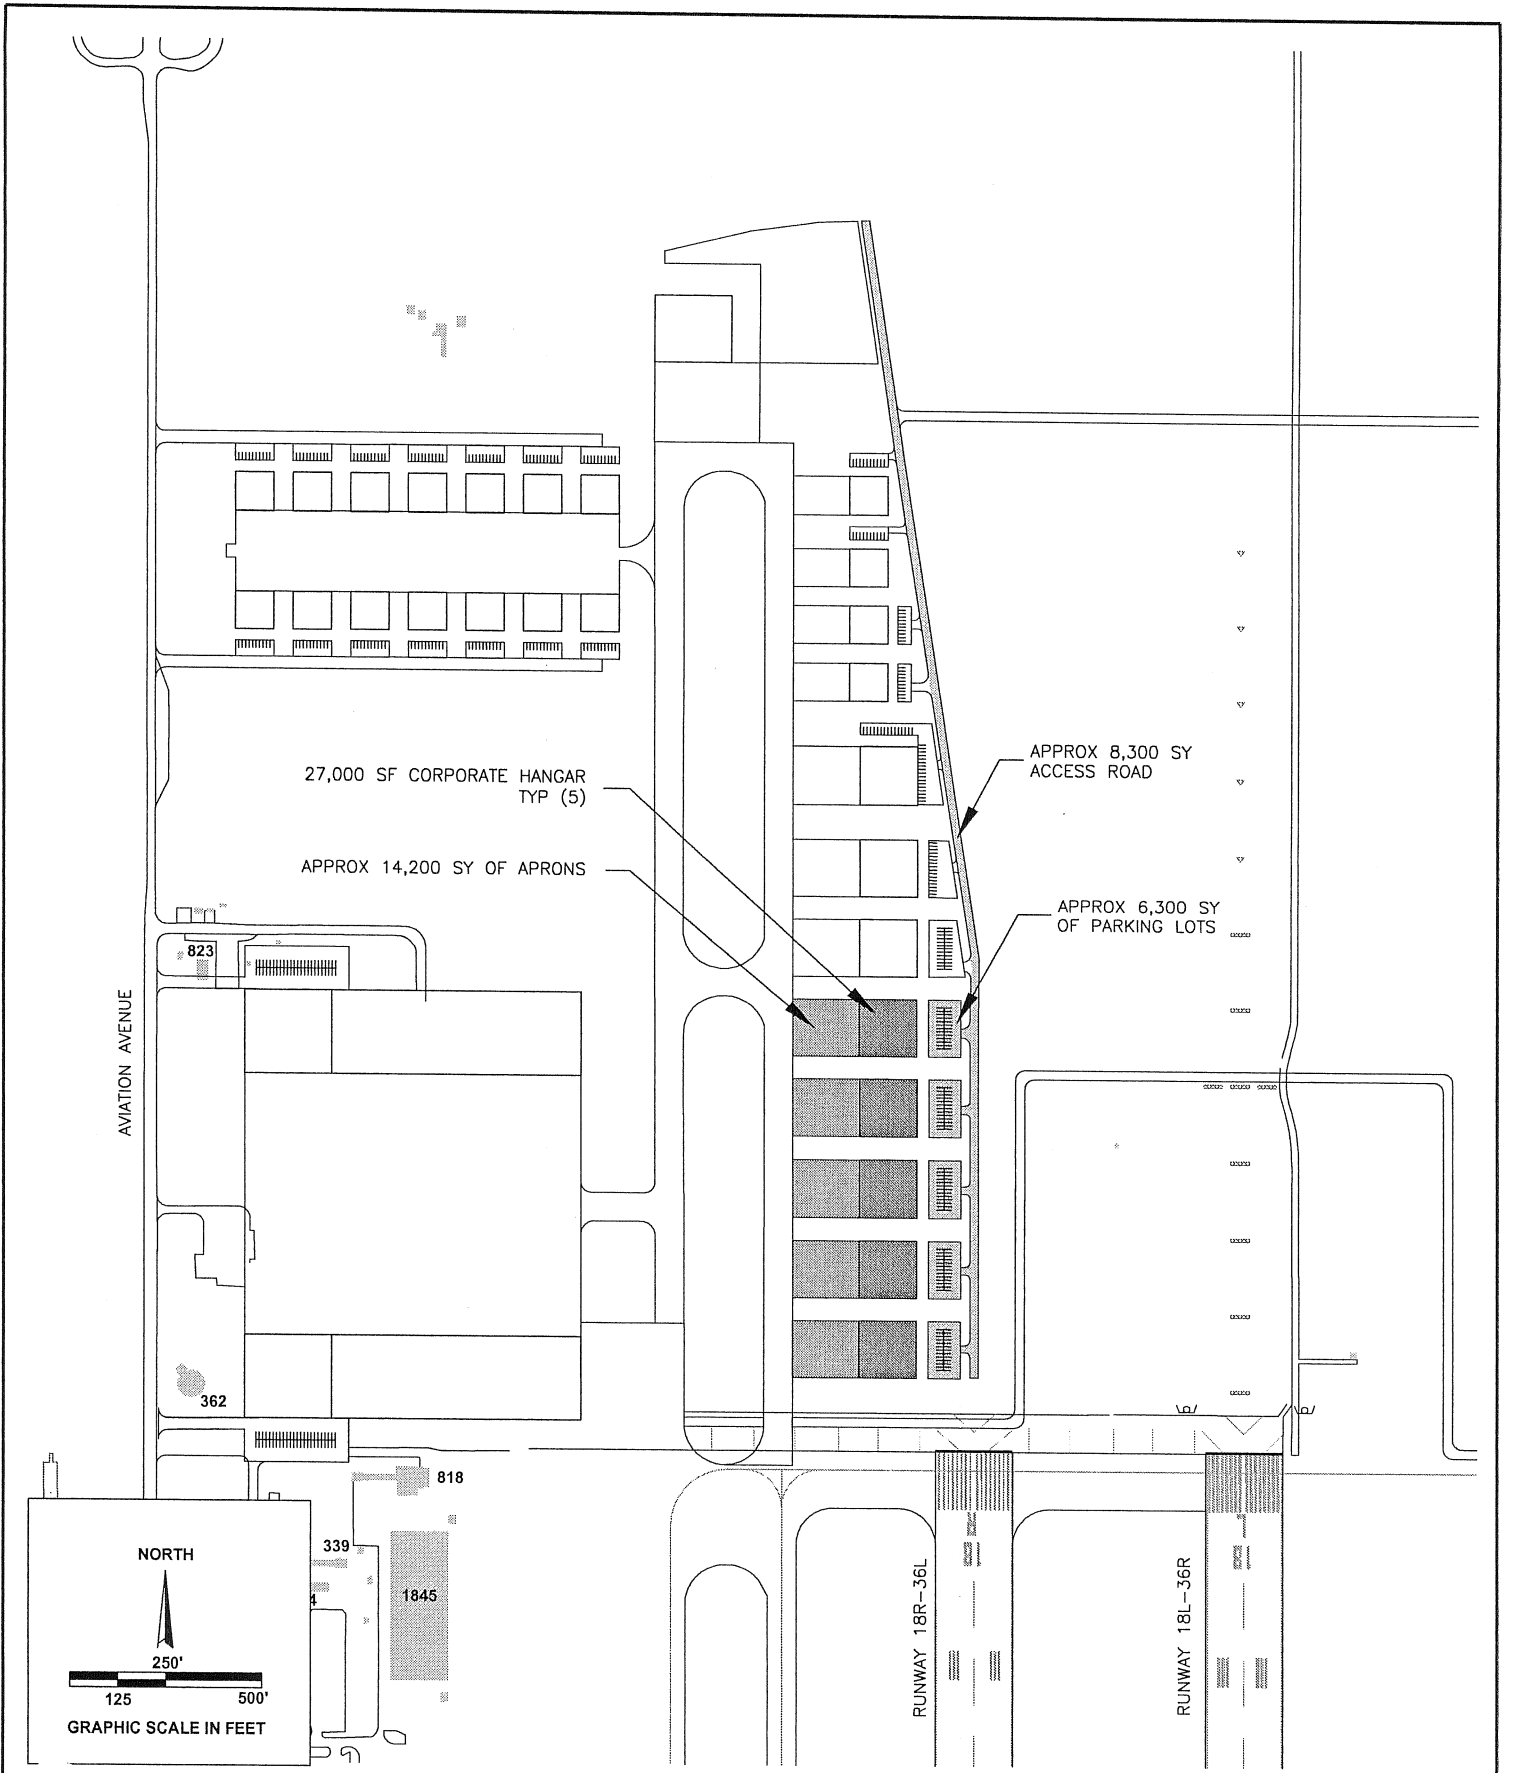 27,000 SF CORPORATE HANGAR
TYP (5)
APPROX 8,300 SY
ACCESS ROAD
APPROX 14,200 SY OF APRONS
APPROX 6,300 SY
OF PARKING LOTS
823
AVIATION AVENUE
362
818
339
1845
4
NORTH
250'
125
500'
GRAPHIC SCALE IN FEET
RUNWAY 18R-36L
RUNWAY 18L-36R